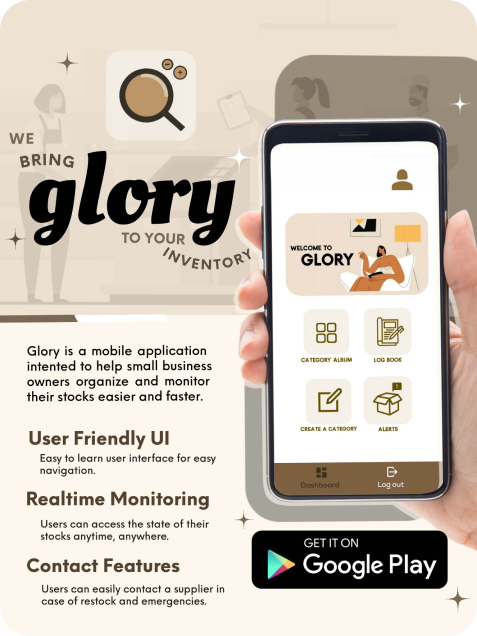 WE
BRING
glory
TO YOUR
INVENTORY
WELCOME TO
GLORY
CATEGORY ALBUM
LOG BOOK
CREATE A CATEGORY
ALERTS
Dashboard
Log out
Glory is a mobile application
intented to help small business
owners organize and monitor
their stocks easier and faster.
User Friendly UI
Easy to learn user interface for easy
navigation.
Realtime Monitoring
Users can access the state of their
stocks anytime, anywhere.
Contact Features
Users can easily contact a supplier in
case of restock and emergencies.
GET IT ON
Google Play